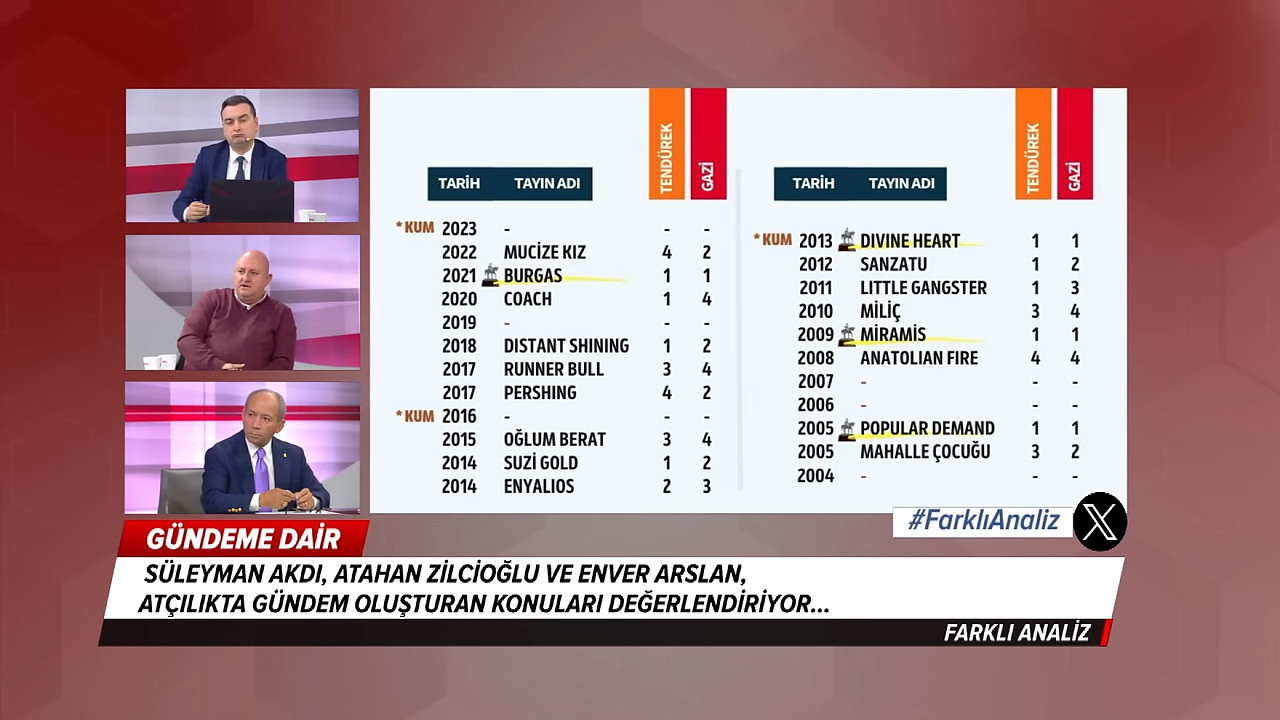 TENDÜREK GAZİ
TARİH TAYIN ADI
* KUM 2023 - - -
2022 MUCİZE KIZ 4 2
2021 BURGAS 1 1
2020 COACH 1 4
2019 - - -
2018 DISTANT SHINING 1 2
2017 RUNNER BULL 3 4
2017 PERSHING 4 2
* KUM 2016 - - -
2015 OĞLUM BERAT 3 4
2014 SUZİ GOLD 1 2
2014 ENYALIOS 2 3
TENDÜREK GAZİ
TARİH TAYIN ADI
* KUM 2013 DIVINE HEART 1 1
2012 SANZATU 1 2
2011 LITTLE GANGSTER 1 3
2010 MİLİÇ 3 4
2009 MİRAMİS 1 1
2008 ANATOLIAN FIRE 4 4
2007 - - -
2006 - - -
2005 POPULAR DEMAND 1 1
2005 MAHALLE ÇOCUĞU 3 2
2004 - - -
#FarklıAnaliz X
GÜNDEME DAİR
SÜLEYMAN AKDI, ATAHAN ZİLCİOĞLU VE ENVER ARSLAN,
ATÇILIKTA GÜNDEM OLUŞTURAN KONULARI DEĞERLENDİRİYOR...
FARKLI ANALİZ